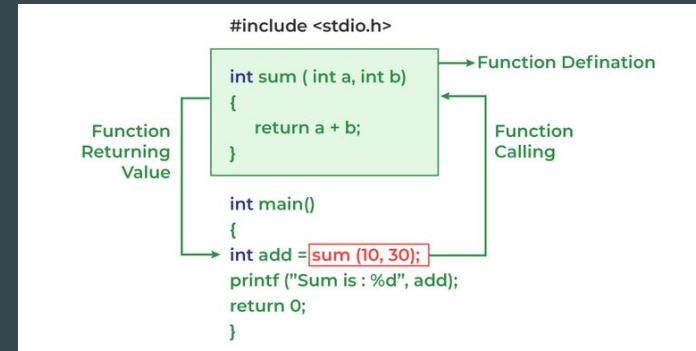 #include <stdio.h>
int sum ( int a, int b)
{
return a + b;
}
Function Defination
Function
Returning
Value
Function
Calling
int main()
{
int add = sum (10, 30);
printf (”Sum is : %d”, add);
return 0;
}